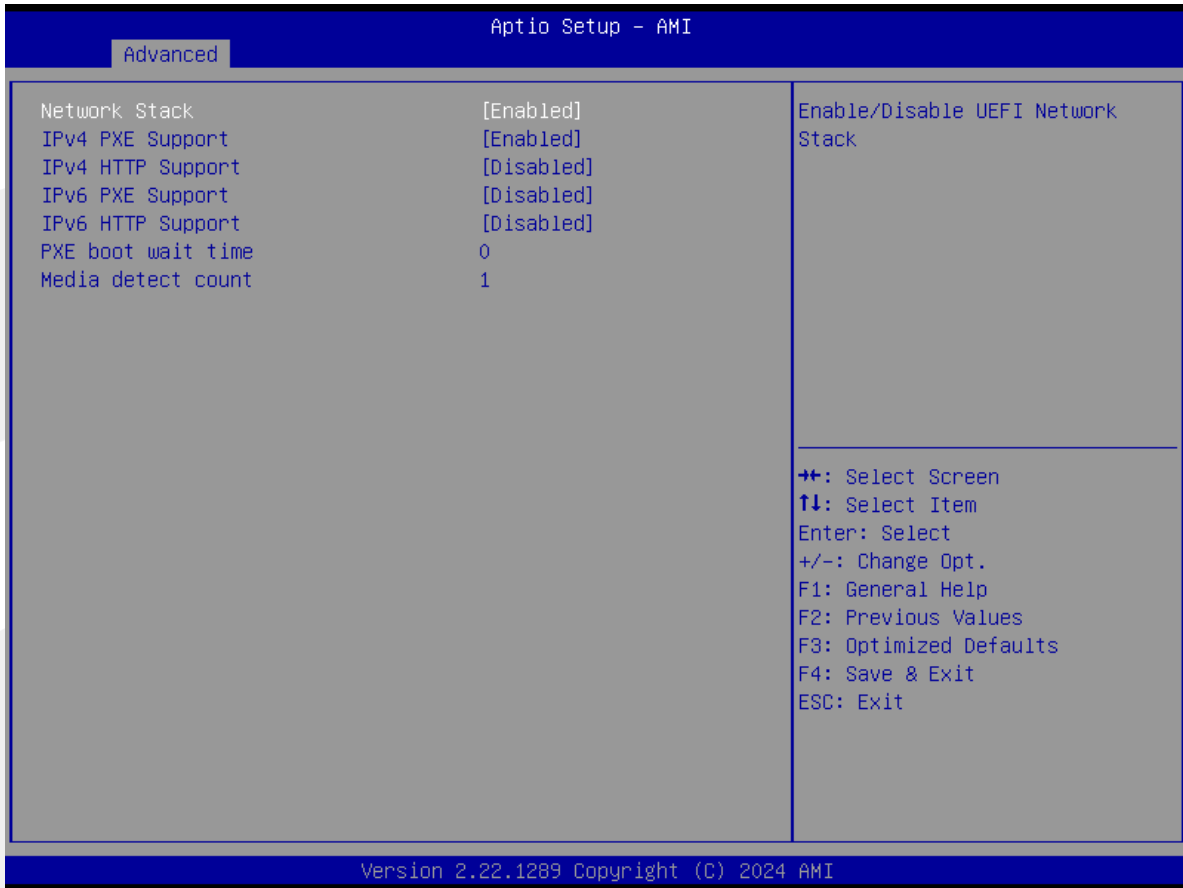 Aptio Setup – AMI
Advanced
Network Stack [Enabled]
IPv4 PXE Support [Enabled]
IPv4 HTTP Support [Disabled]
IPv6 PXE Support [Disabled]
IPv6 HTTP Support [Disabled]
PXE boot wait time 0
Media detect count 1
Enable/Disable UEFI Network
Stack
→←: Select Screen
↑↓: Select Item
Enter: Select
+/-: Change Opt.
F1: General Help
F2: Previous Values
F3: Optimized Defaults
F4: Save & Exit
ESC: Exit
Version 2.22.1289 Copyright (C) 2024 AMI